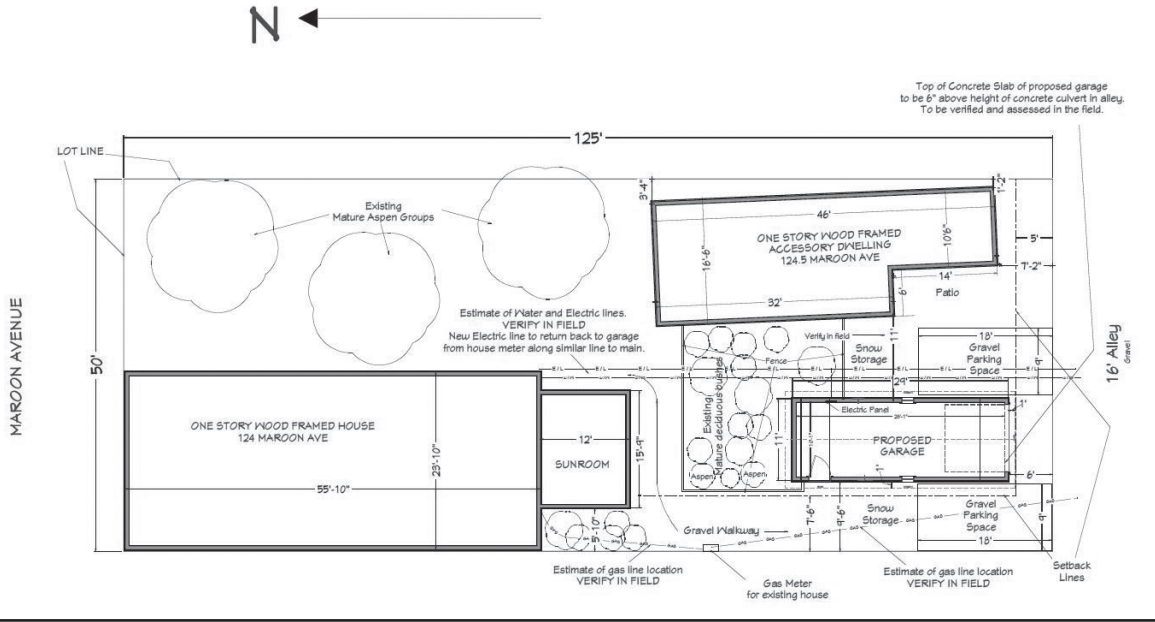 N
Top of Concrete Slab of proposed garage
to be 6" above height of concrete culvert in alley.
To be verified and assessed in the field.
125'
LOT LINE
3'-4"
1'-2"
Existing
Mature Aspen Groups
46'
ONE STORY WOOD FRAMED
ACCESSORY DWELLING
124.5 MAROON AVE
16'-6"
10'6"
5'
7'-2"
14'
32'
6'
Patio
MAROON AVENUE
50'
Estimate of Water and Electric lines.
VERIFY IN FIELD
New Electric line to return back to garage
from house meter along similar line to main.
Verify in field
Fence
Snow
Storage
11'
18'
Gravel
Parking
Space
9'
16' Alley
Gravel
E/L
29'
Electric Panel
1'
ONE STORY WOOD FRAMED HOUSE
124 MAROON AVE
23'-10"
55'-10"
12'
SUNROOM
15'-9"
Existing
Mature deciduous bushes
Aspen
Aspen
11'
PROPOSED
GARAGE
1'
6'
5'-10"
Gravel Walkway
7'-6"
9'-6"
Snow
Storage
Gravel
Parking
Space
18'
9'
Estimate of gas line location
VERIFY IN FIELD
Gas Meter
for existing house
Estimate of gas line location
VERIFY IN FIELD
Setback
Lines